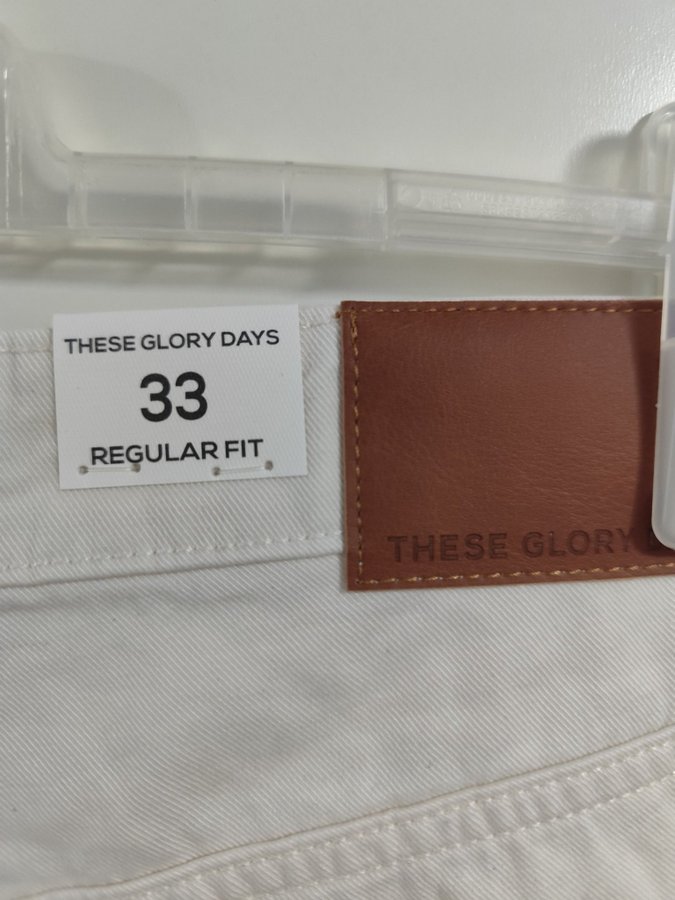 THESE GLORY DAYS
33
REGULAR FIT
THESE GLORY